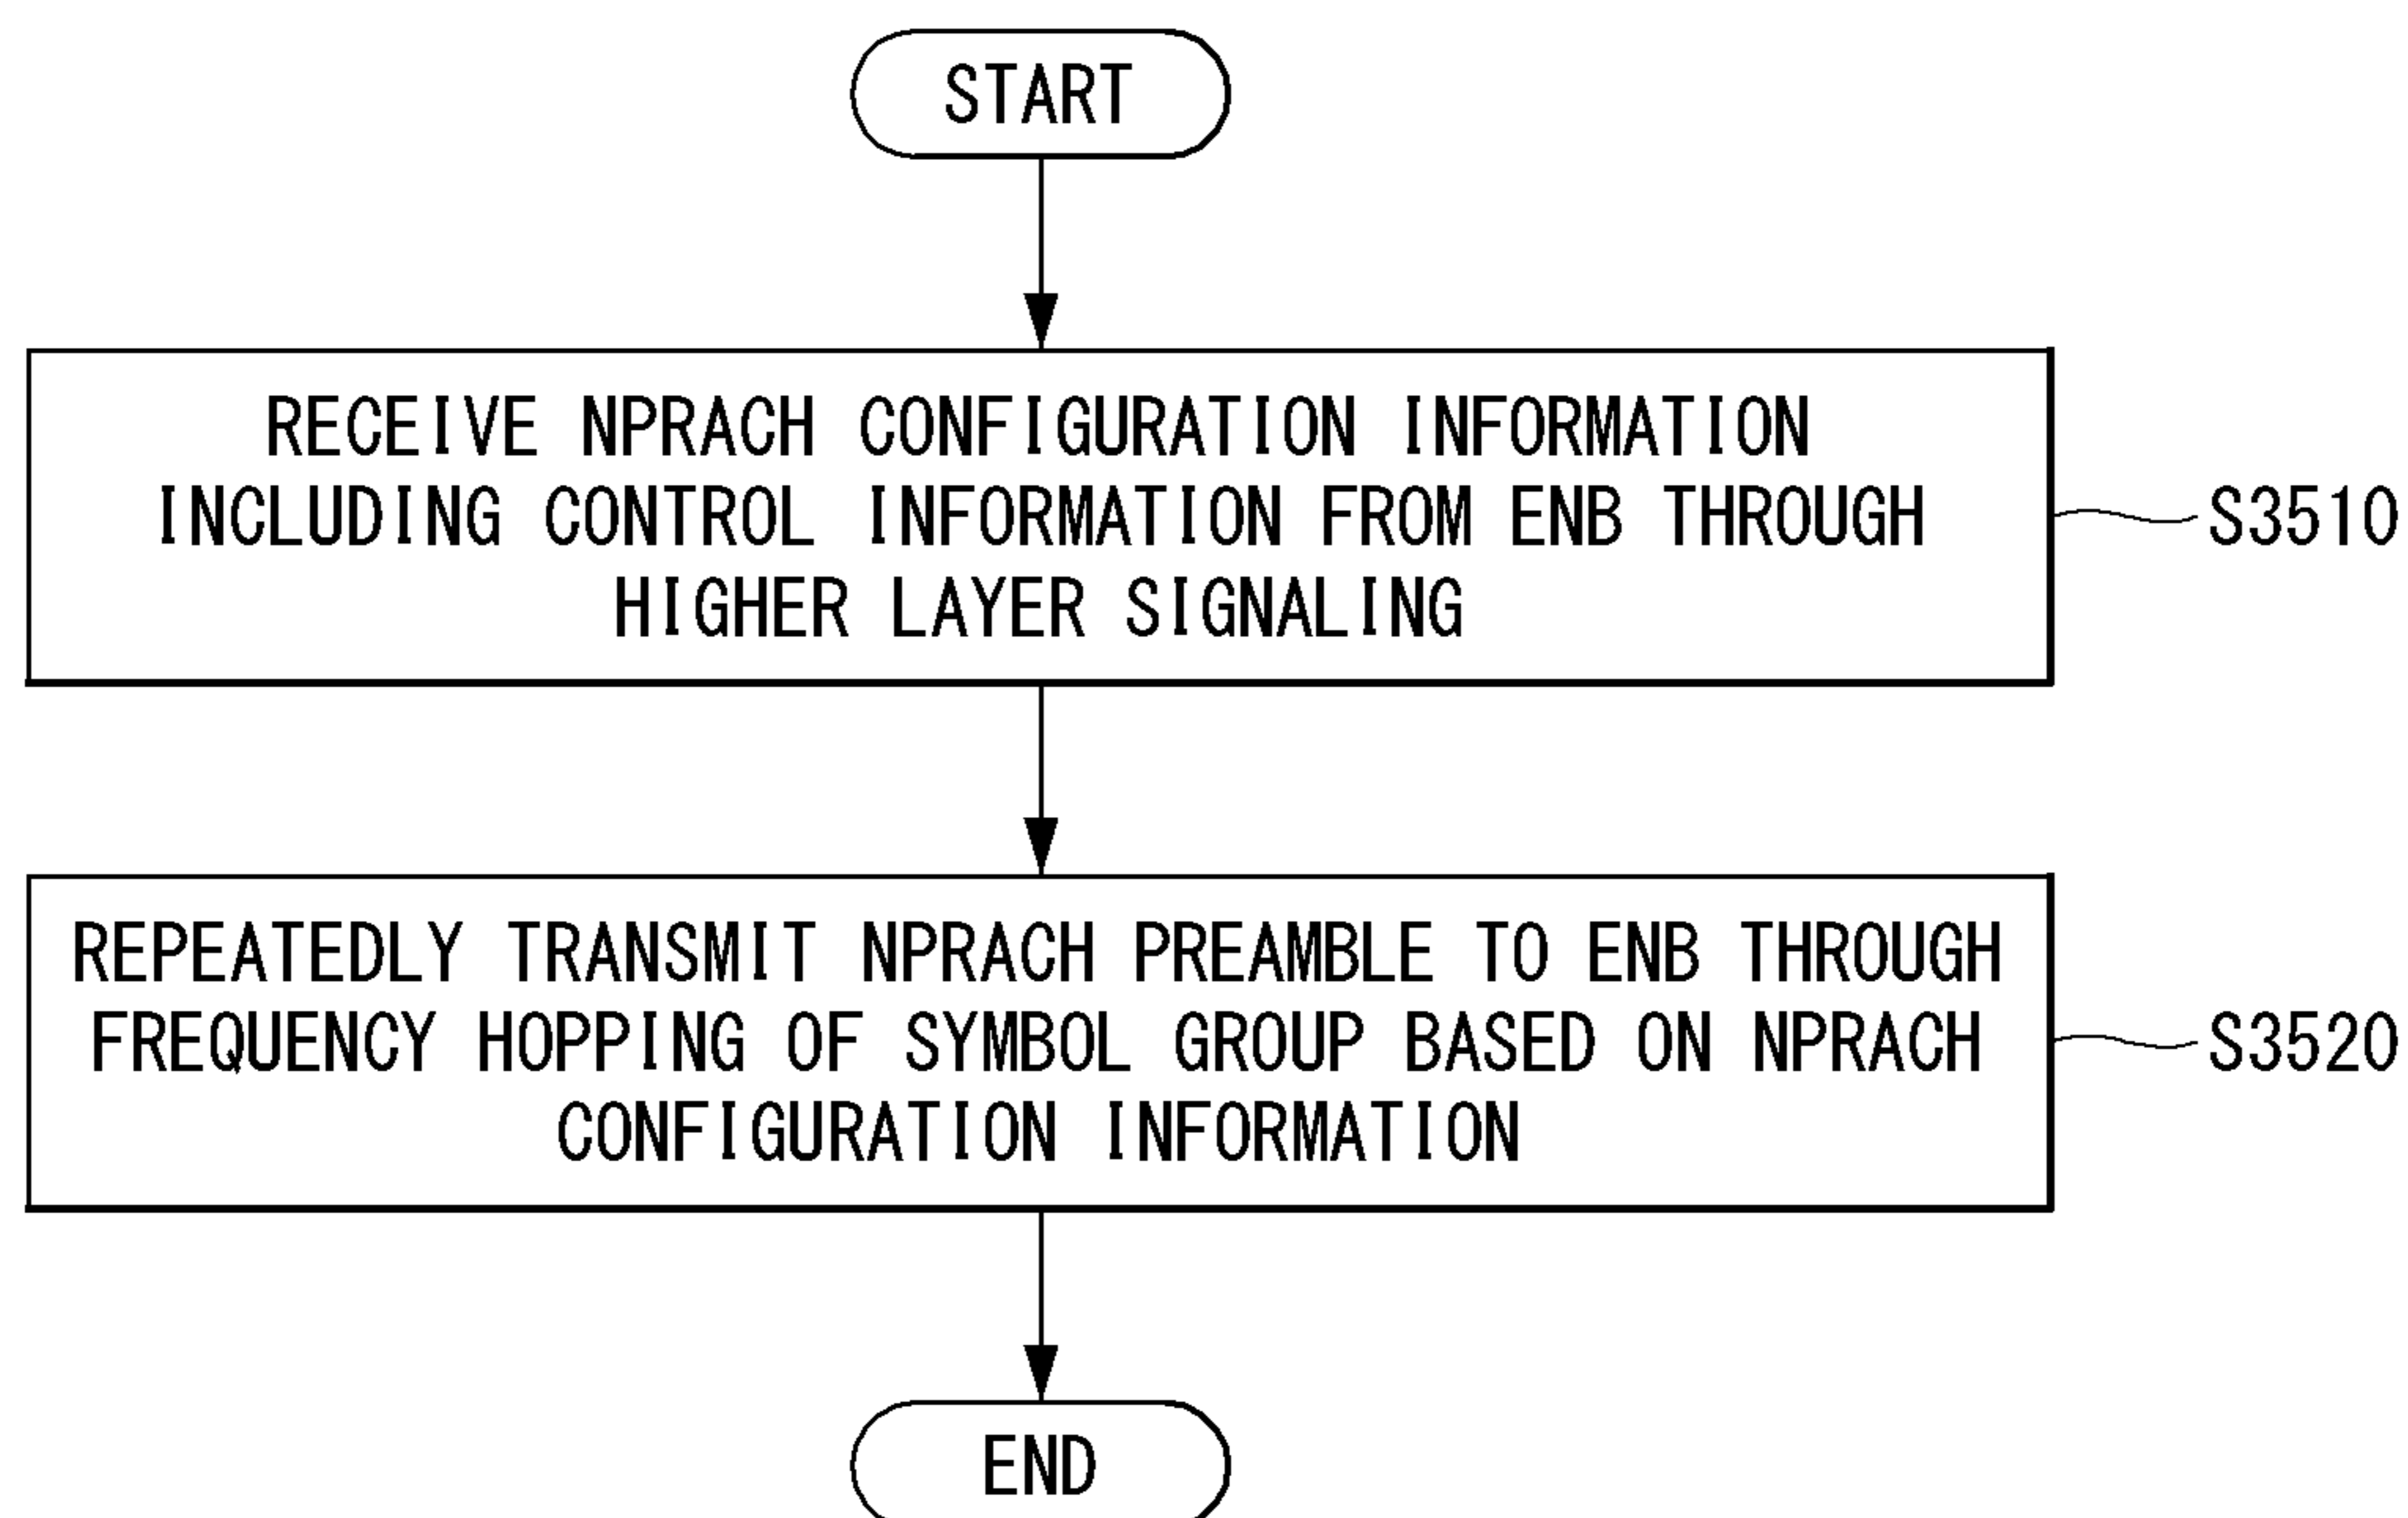 START
RECEIVE NPRACH CONFIGURATION INFORMATION
INCLUDING CONTROL INFORMATION FROM ENB THROUGH
HIGHER LAYER SIGNALING
S3510
REPEATEDLY TRANSMIT NPRACH PREAMBLE TO ENB THROUGH
FREQUENCY HOPPING OF SYMBOL GROUP BASED ON NPRACH
CONFIGURATION INFORMATION
S3520
END